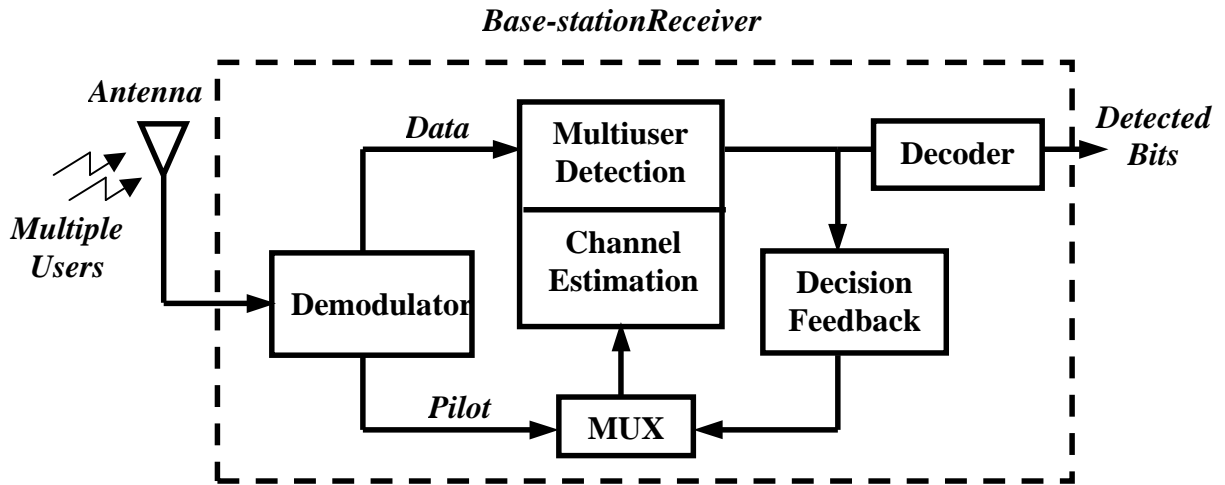 Base-stationReceiver
Antenna
Multiple
Users
Demodulator
Data
Pilot
Multiuser
Detection
Channel
Estimation
MUX
Decision
Feedback
Decoder
Detected
Bits